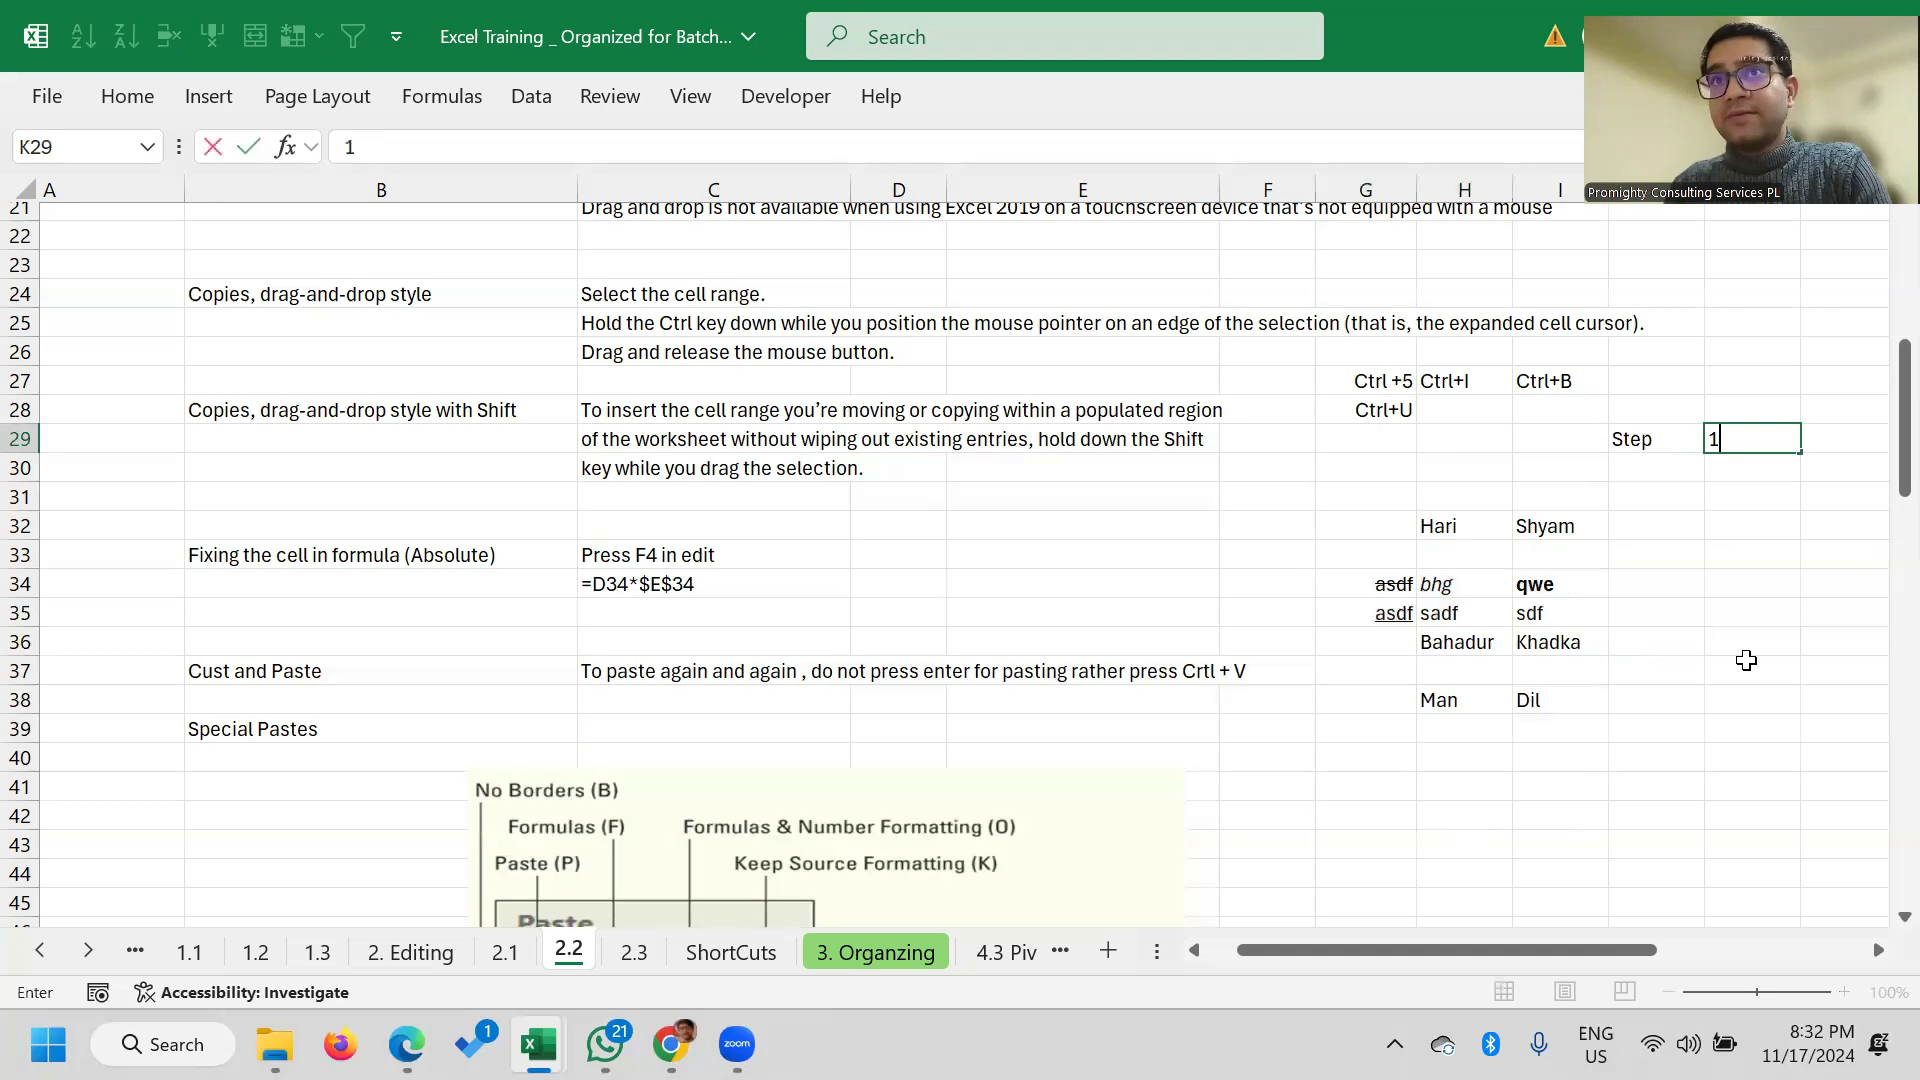 Excel Training _ Organized for Batch...
Search
File Home Insert Page Layout Formulas Data Developer Review View Help
Promighty Consulting Services PL
K29
fx
1
A B C D E F G H I
21 Drag and drop is not available when using Excel 2019 on a touchscreen device that's not equipped with a mouse
22
23
24 Copies, drag-and-drop style Select the cell range.
25 Hold the Ctrl key down while you position the mouse pointer on an edge of the selection (that is, the expanded cell cursor).
26 Drag and release the mouse button.
27 Ctrl +5 Ctrl+I Ctrl+B
28 Copies, drag-and-drop style with Shift To insert the cell range you’re moving or copying within a populated region Ctrl+U
29 of the worksheet without wiping out existing entries, hold down the Shift Step 1
30 key while you drag the selection.
31
32 Hari Shyam
33 Fixing the cell in formula (Absolute) Press F4 in edit
34 =D34*$E$34 asdf bhg qwe
35 asdf sadf sdf
36 Bahadur Khadka
37 Cust and Paste To paste again and again , do not press enter for pasting rather press Crtl + V
38 Man Dil
39 Special Pastes
40
41 No Borders (B)
42 Formulas (F) Formulas & Number Formatting (O)
43
44 Paste (P) Keep Source Formatting (K)
45
Paste
1.1 1.2 1.3 2. Editing 2.1 2.2 2.3 ShortCuts 3. Organzing 4.3 Piv
Enter Accessibility: Investigate 100%
Search 1 21 zoom ENG
US
8:32 PM
11/17/2024